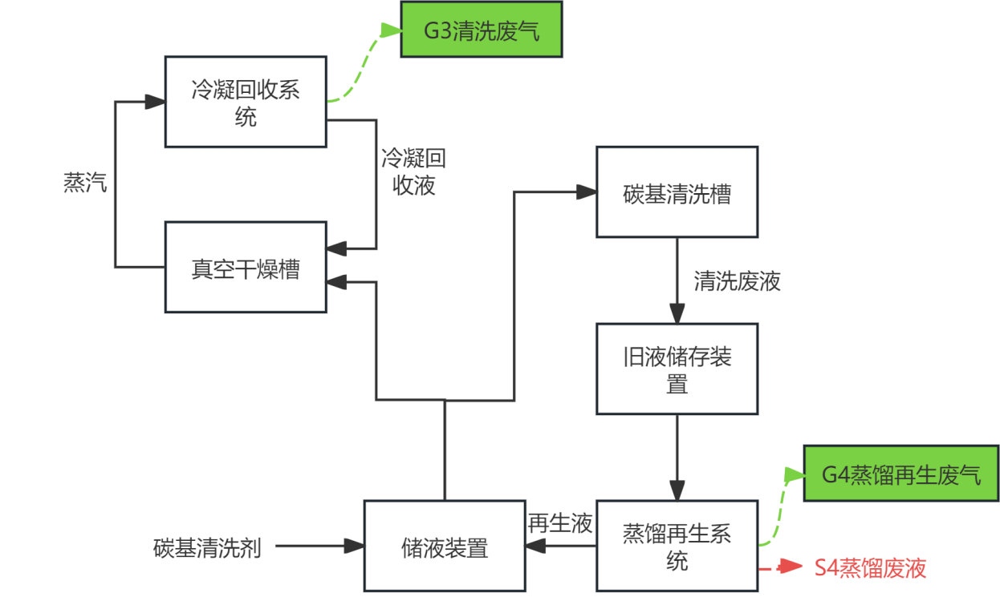 G3清洗废气
冷凝回收系
统
冷凝回
收液
蒸汽
碳基清洗槽
真空干燥槽
清洗废液
旧液储存装
置
G4蒸馏再生废气
再生液
蒸馏再生系
统
碳基清洗剂
储液装置
S4蒸馏废液